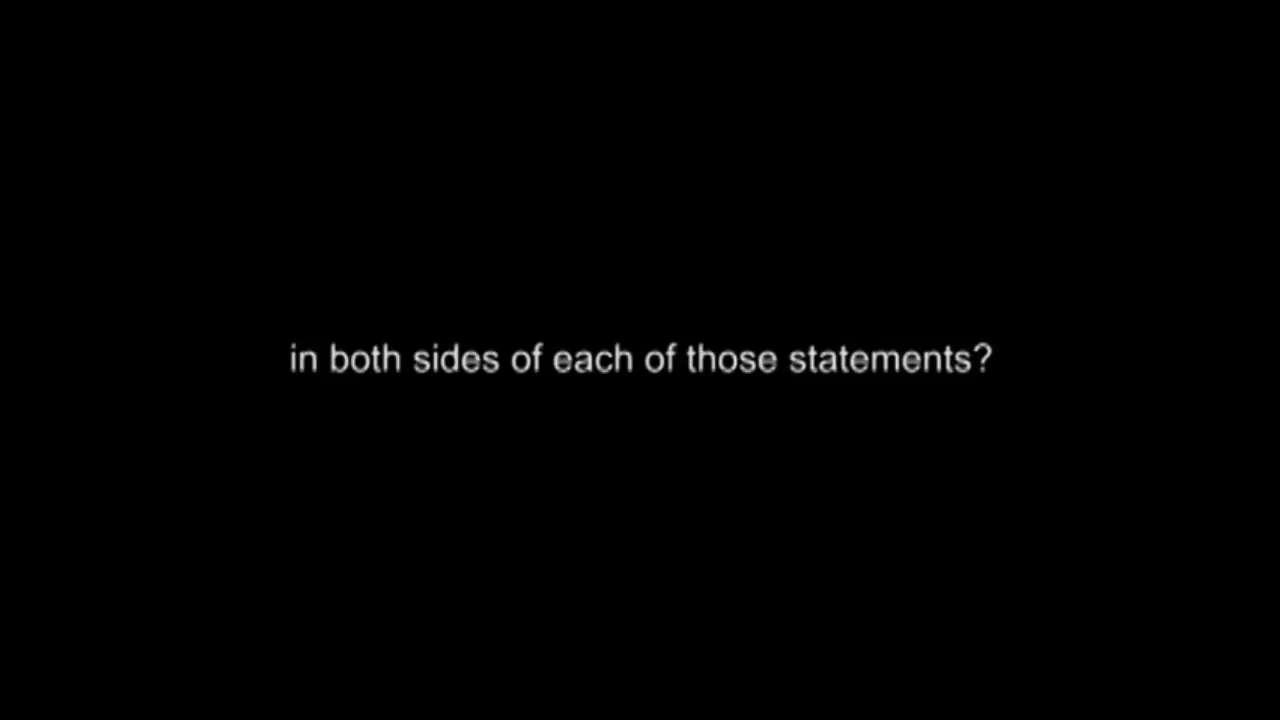 in both sides of each of those statements?